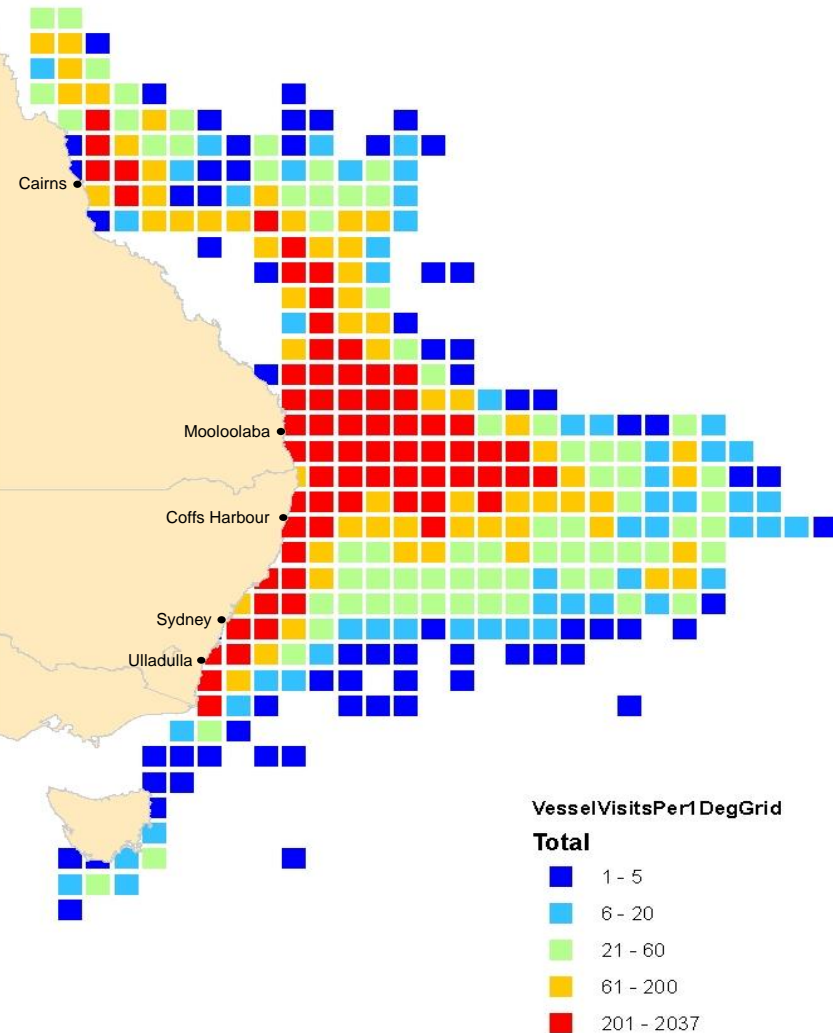 Cairns
Mooloolaba
Coffs Harbour
Sydney
Ulladulla
VesselVisitsPer1DegGrid
Total
1 - 5
6 - 20
21 - 60
61 - 200
201 - 2037